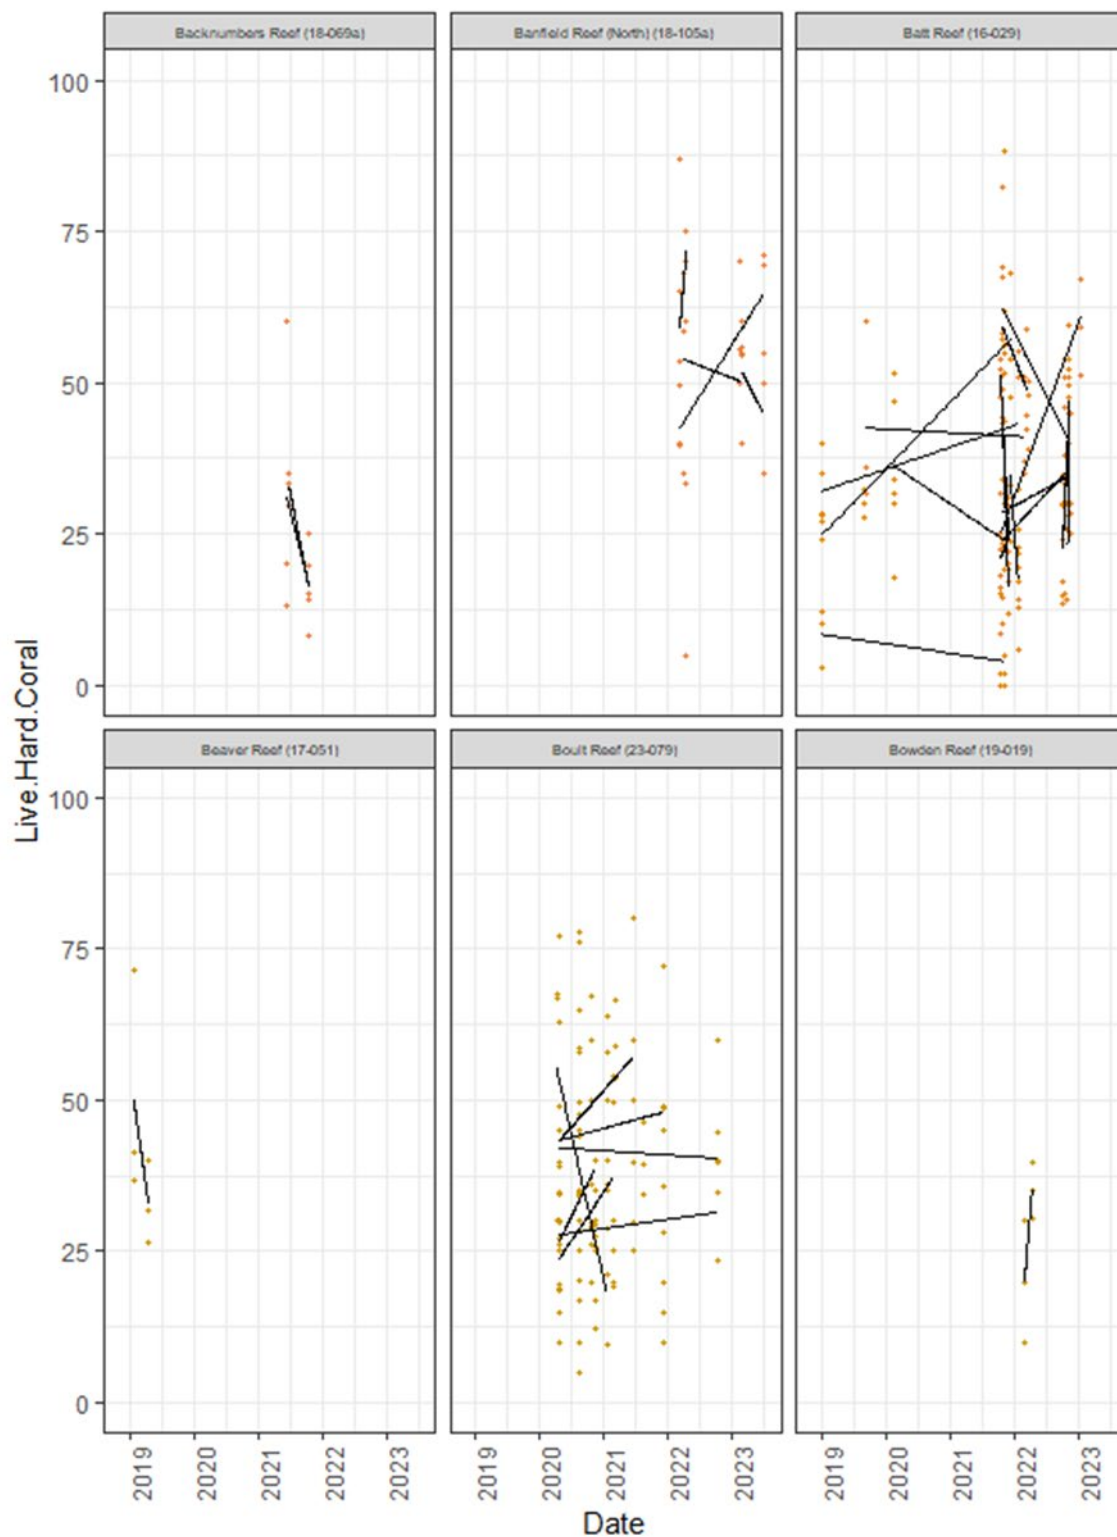 Backnumbers Reef (18-069a) Banfield Reef (North) (18-105a) Batt Reef (16-029)
100
75
50
25
0
Live.Hard.Coral
Beaver Reef (17-051) Boult Reef (23-079) Bowden Reef (19-019)
100
75
50
25
0
2019 2020 2021 2022 2023 2019 2020 2021 2022 2023 2019 2020 2021 2022 2023
Date